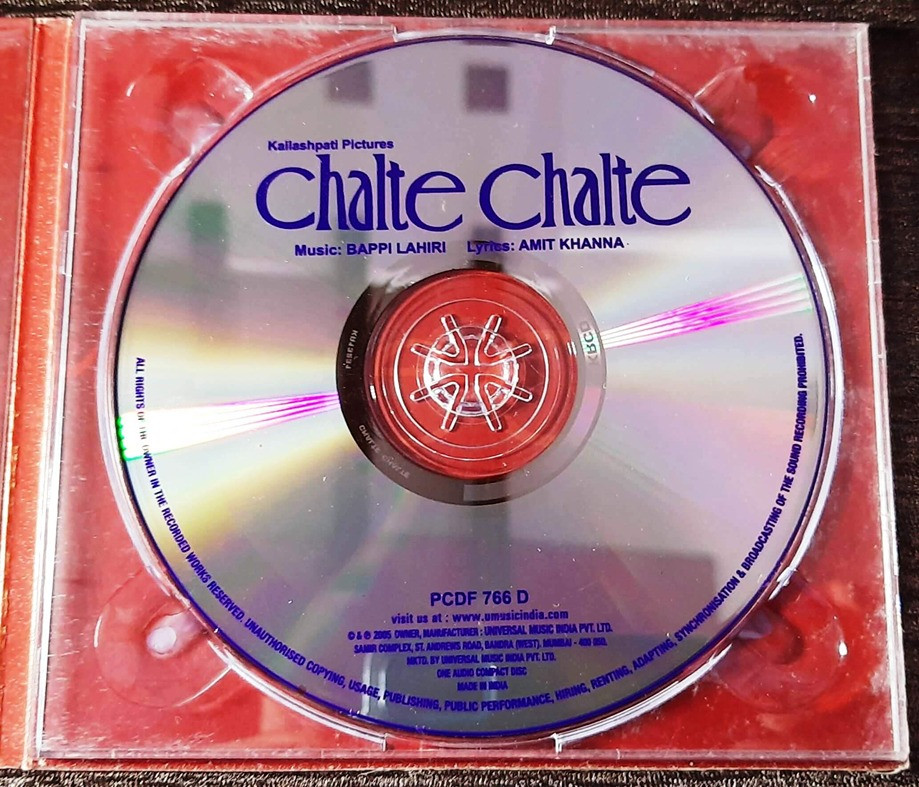 Kailashpati Pictures
Chalte Chalte
Music: BAPPI LAHIRI Lyrics: AMIT KHANNA
PCDF 766 D
visit us at : www.umusicindia.com
© & ℗ 2005 OWNER, MANUFACTURER : UNIVERSAL MUSIC INDIA PVT. LTD.
SAMIR COMPLEX, ST. ANDREWS ROAD, BANDRA (WEST). MUMBAI - 400 050.
MKTD. BY UNIVERSAL MUSIC INDIA PVT. LTD.
ONE AUDIO COMPACT DISC
MADE IN INDIA
ALL RIGHTS OF THE OWNER IN THE RECORDED WORKS RESERVED. UNAUTHORISED COPYING, USAGE, PUBLISHING, PUBLIC PERFORMANCE, HIRING, RENTING, ADAPTING, SYNCHRONISATION & BROADCASTING OF THE SOUND RECORDING PROHIBITED.